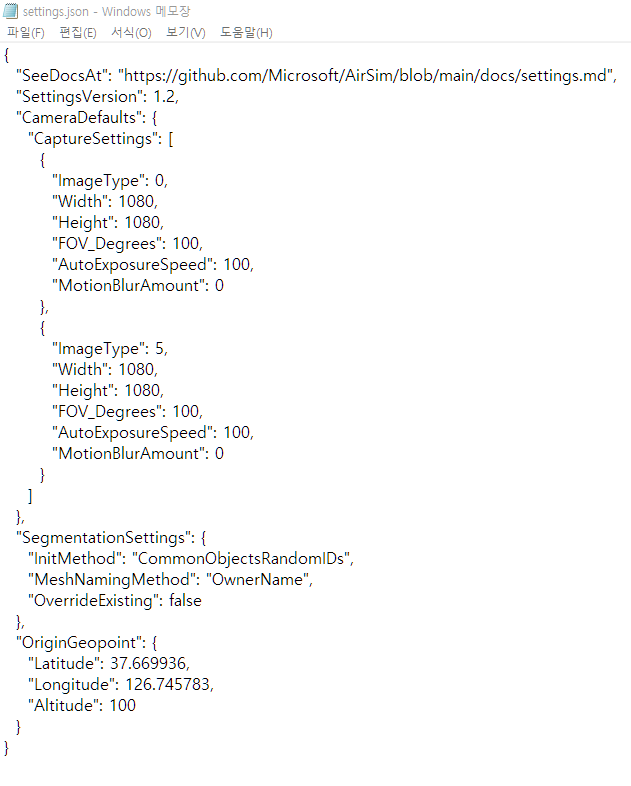 settings.json - Windows 메모장
파일(F) 편집(E) 서식(O) 보기(V) 도움말(H)
{
  "SeeDocsAt": "https://github.com/Microsoft/AirSim/blob/main/docs/settings.md",
  "SettingsVersion": 1.2,
  "CameraDefaults": {
    "CaptureSettings": [
      {
        "ImageType": 0,
        "Width": 1080,
        "Height": 1080,
        "FOV_Degrees": 100,
        "AutoExposureSpeed": 100,
        "MotionBlurAmount": 0
      },
      {
        "ImageType": 5,
        "Width": 1080,
        "Height": 1080,
        "FOV_Degrees": 100,
        "AutoExposureSpeed": 100,
        "MotionBlurAmount": 0
      }
    ]
  },
  "SegmentationSettings": {
    "InitMethod": "CommonObjectsRandomIDs",
    "MeshNamingMethod": "OwnerName",
    "OverrideExisting": false
  },
  "OriginGeopoint": {
    "Latitude": 37.669936,
    "Longitude": 126.745783,
    "Altitude": 100
  }
}